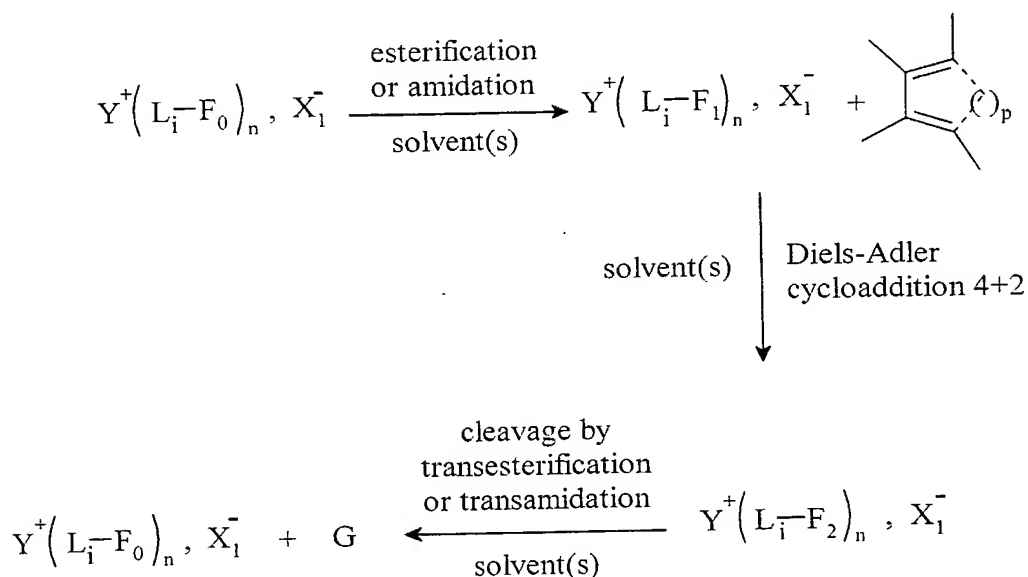 esterification
or amidation
Y⁺( Lᵢ—F₀ )ₙ , X₁⁻
solvent(s)
Y⁺( Lᵢ—F₁ )ₙ , X₁⁻ +
( )ₚ
solvent(s)
Diels-Adler
cycloaddition 4+2
cleavage by
transesterification
or transamidation
Y⁺( Lᵢ—F₀ )ₙ , X₁⁻ + G
solvent(s)
Y⁺( Lᵢ—F₂ )ₙ , X₁⁻